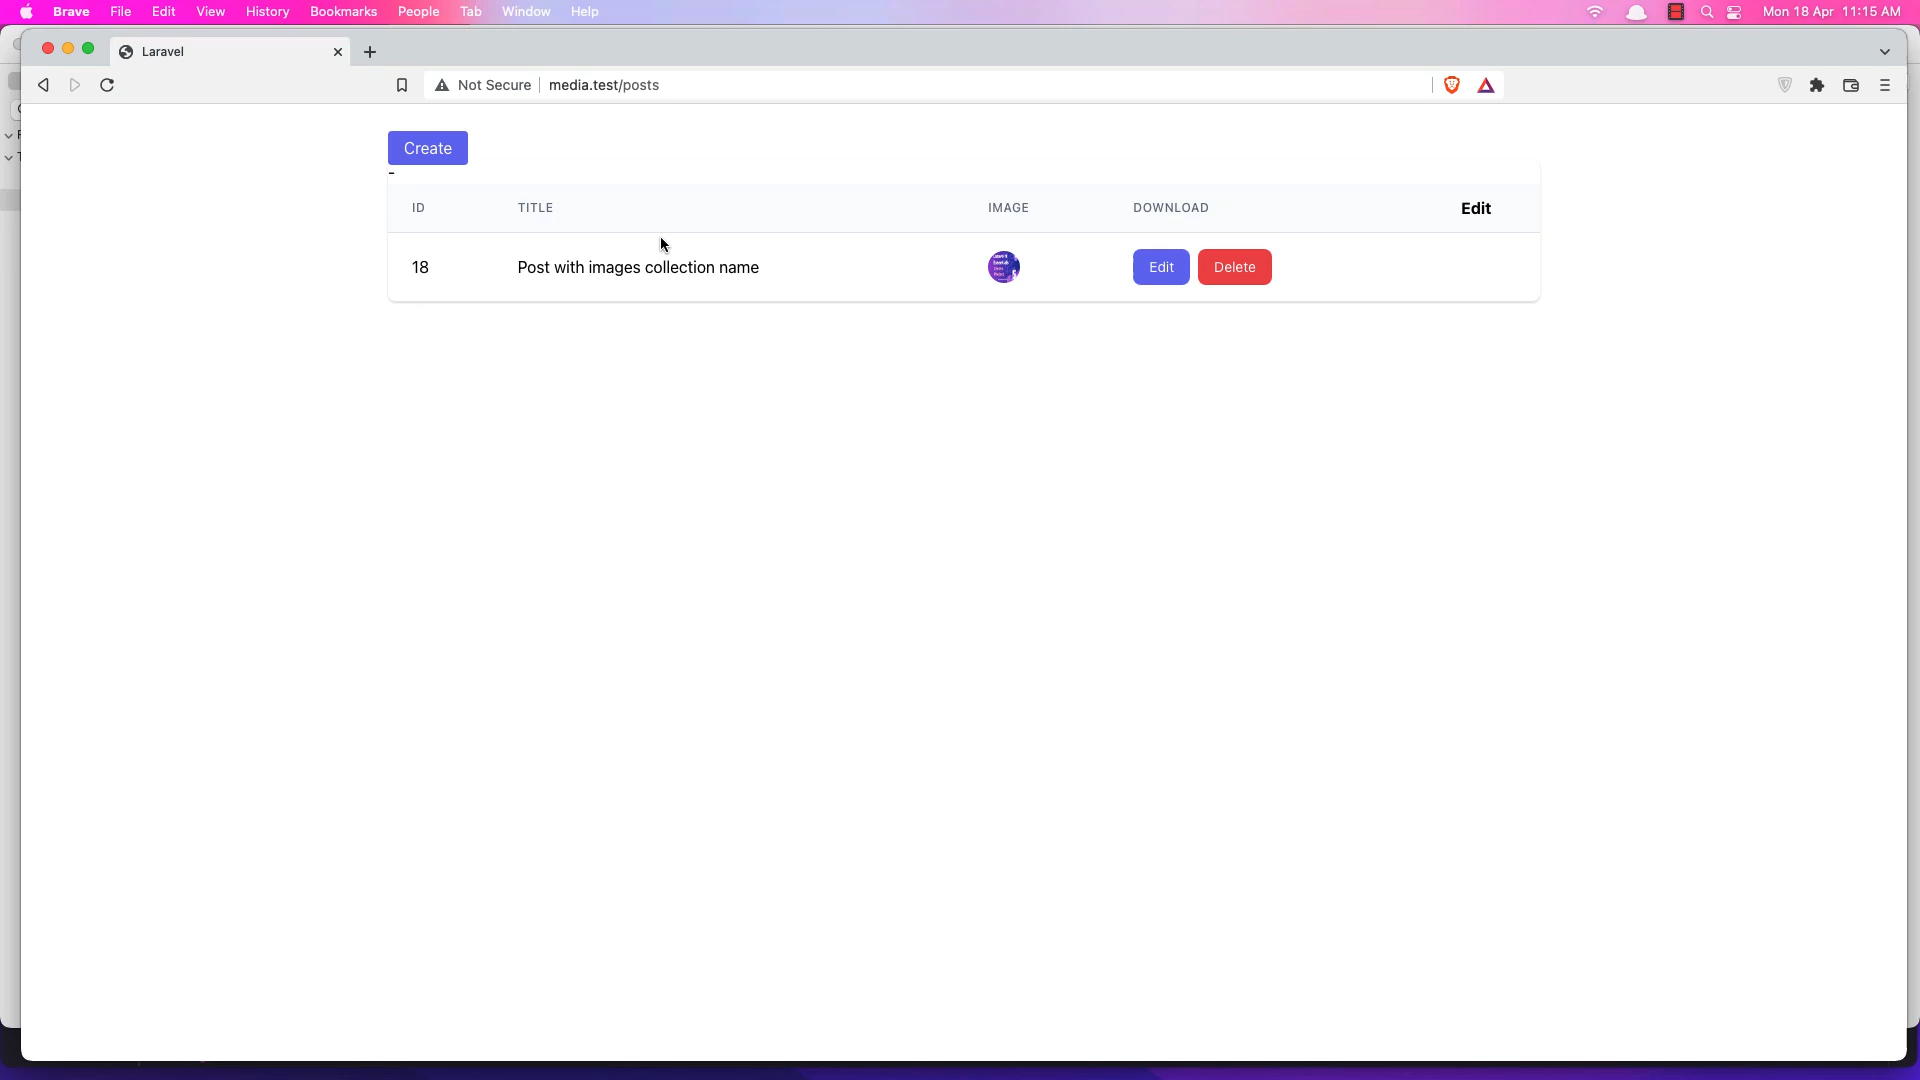 Brave File Edit View History Bookmarks People Tab Window Help Mon 18 Apr 11:15 AM
Laravel
Not Secure media.test/posts
Create
-
ID TITLE IMAGE DOWNLOAD Edit
18 Post with images collection name Edit Delete